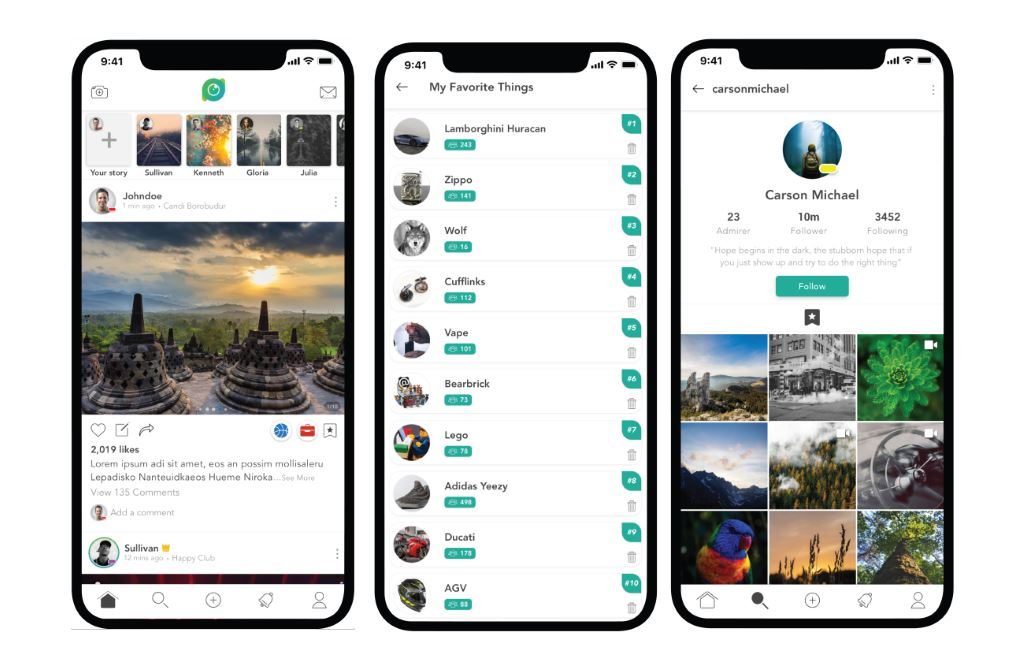 9:41
Your story
Sullivan
Kenneth
Gloria
Julia
Johndoe
1 min ago • Candi Borobudur
1/10
2,019 likes
Lorem ipsum adi sit amet, eos an possim mollisaleru
Lepadisko Nanteuidkaeos Hueme Niroka...See More
View 135 Comments
Add a comment
Sullivan
12 mins ago • Happy Club
9:41
My Favorite Things
Lamborghini Huracan
243
#1
Zippo
141
#2
Wolf
16
#3
Cufflinks
112
#4
Vape
101
#5
Bearbrick
73
#6
Lego
78
#7
Adidas Yeezy
498
#8
Ducati
178
#9
AGV
#10
9:41
carsonmichael
Carson Michael
23 10m 3452
Admirer Follower Following
"Hope begins in the dark, the stubborn hope that if
you just show up and try to do the right thing"
Follow